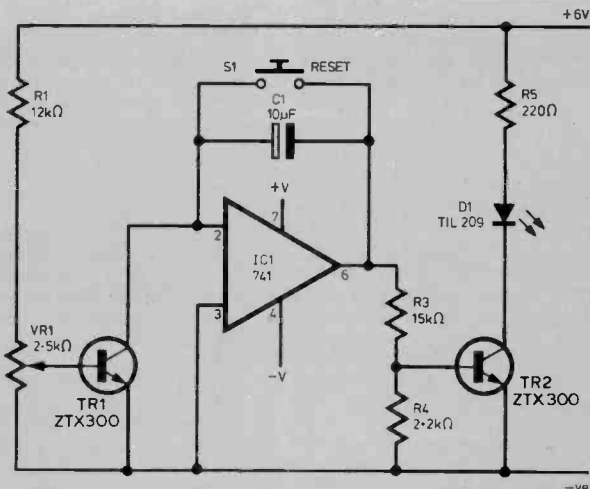 +6V
S1 RESET
R1
12kΩ
C1
10µF
R5
220Ω
+V
7
D1
TIL 209
2
IC1
741
6
3
4
R3
15kΩ
VR1
2·5kΩ
-V
TR1
ZTX300
TR2
ZTX300
R4
2·2kΩ
-ve